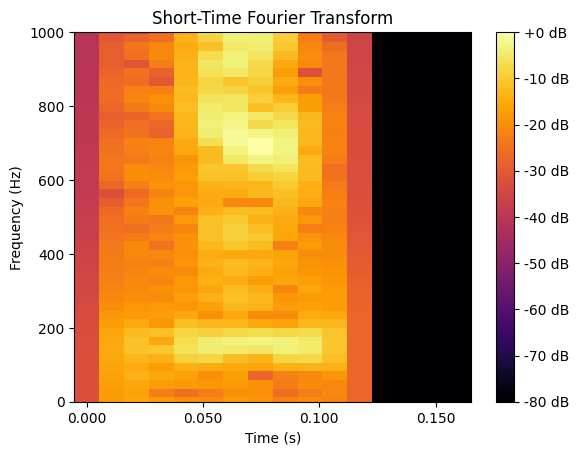 Short-Time Fourier Transform
Frequency (Hz)
1000
800
600
400
200
0
0.000 0.050 0.100 0.150
Time (s)
+0 dB
-10 dB
-20 dB
-30 dB
-40 dB
-50 dB
-60 dB
-70 dB
-80 dB